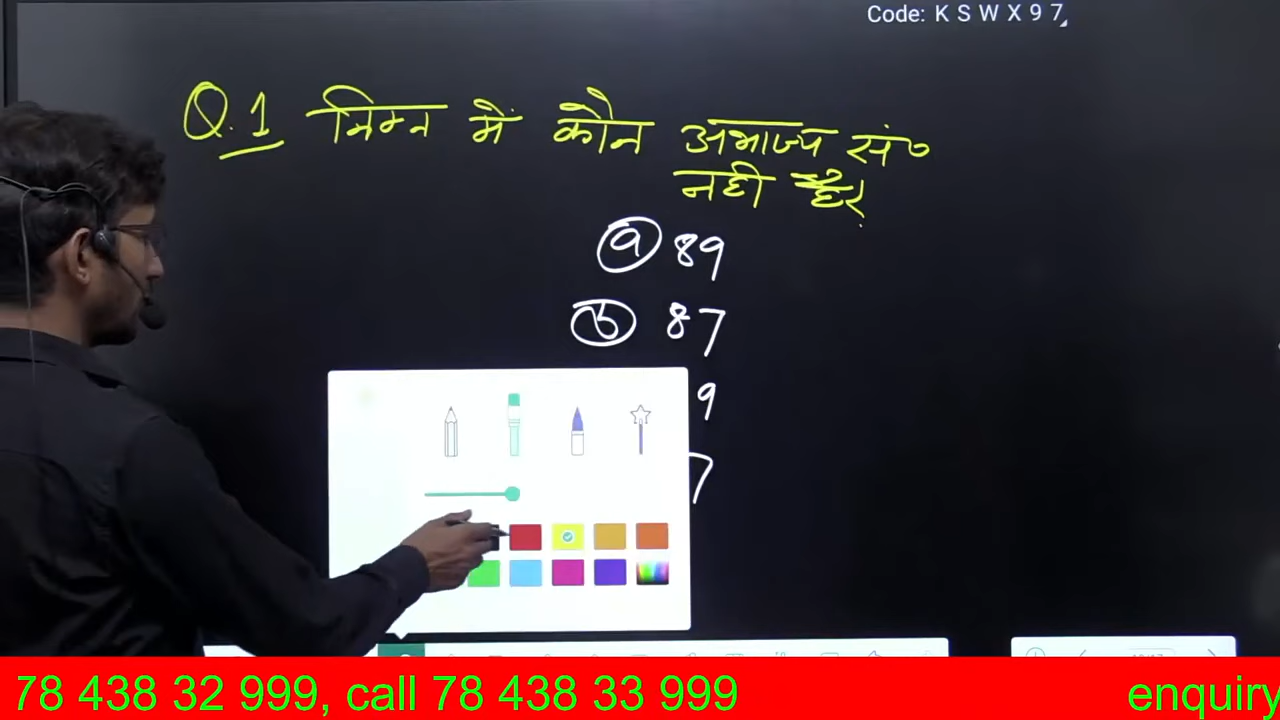 Code: K S W X 9 7
Q.1 निम्न में कौन अभाज्य सं०
नही है?
(a) 89
(b) 87
9
7
78 438 32 999, call 78 438 33 999 enquiry